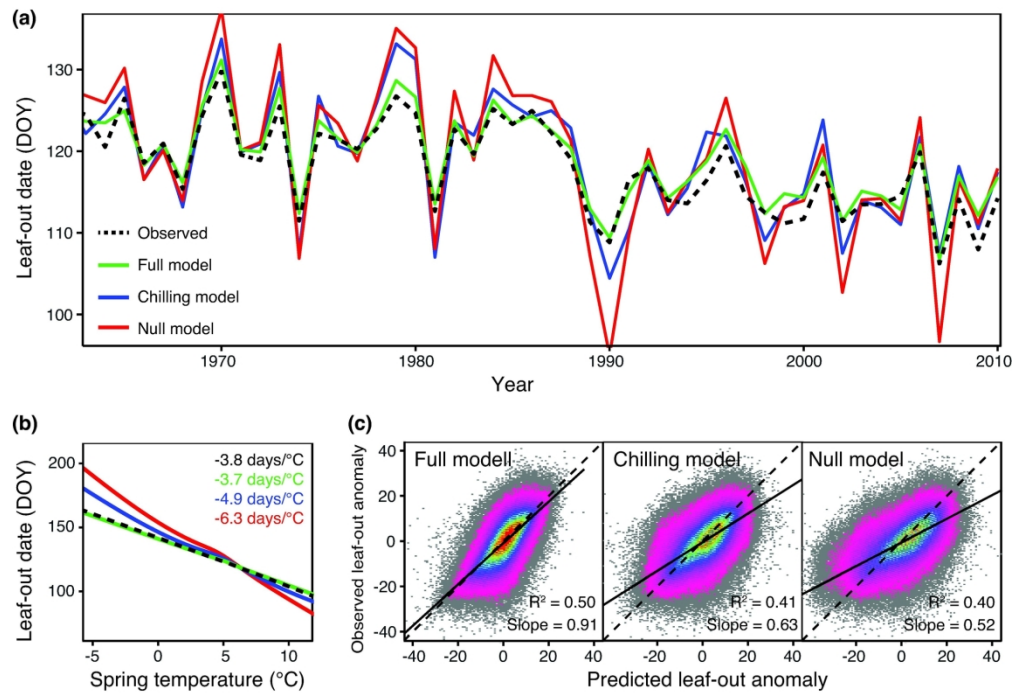 (a)
Leaf-out date (DOY)
130
120
110
100
Observed
Full model
Chilling model
Null model
1970
1980
1990
2000
2010
Year
(b)
Leaf-out date (DOY)
200
150
100
-3.8 days/°C
-3.7 days/°C
-4.9 days/°C
-6.3 days/°C
-5
0
5
10
Spring temperature (°C)
(c)
Observed leaf-out anomaly
40
20
0
-20
-40
Full modell
R² = 0.50
Slope = 0.91
Chilling model
R² = 0.41
Slope = 0.63
Null model
R² = 0.40
Slope = 0.52
-40 -20 0 20 40
-20 0 20 40
-20 0 20 40
Predicted leaf-out anomaly